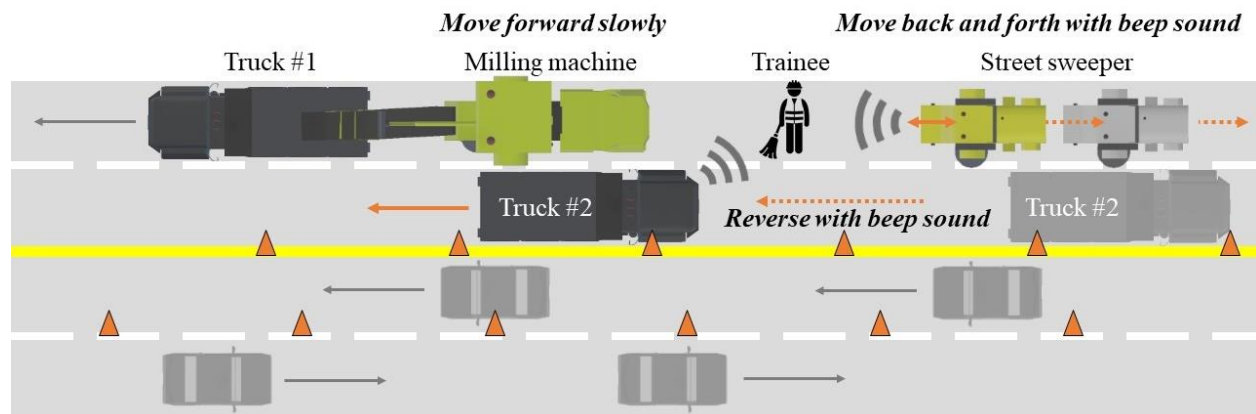 Move forward slowly
Move back and forth with beep sound
Truck #1
Milling machine
Trainee
Street sweeper
Truck #2
Reverse with beep sound
Truck #2